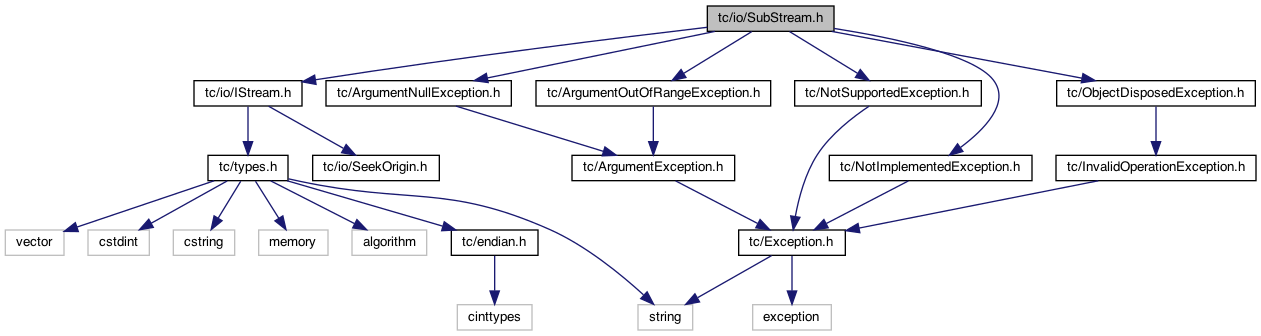 tc/io/SubStream.h
tc/io/IStream.h
tc/ArgumentNullException.h
tc/ArgumentOutOfRangeException.h
tc/NotSupportedException.h
tc/ObjectDisposedException.h
tc/types.h
tc/io/SeekOrigin.h
tc/ArgumentException.h
tc/NotImplementedException.h
tc/InvalidOperationException.h
vector
cstdint
cstring
memory
algorithm
tc/endian.h
tc/Exception.h
cinttypes
string
exception